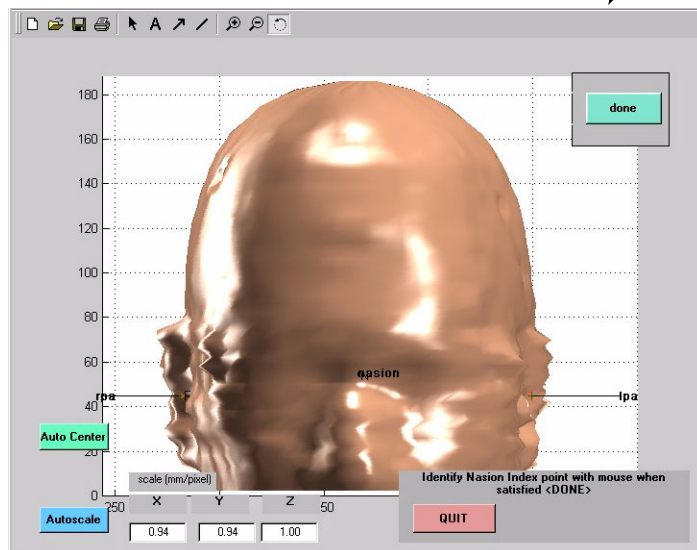 A
180
done
160
140
120
100
80
60
nasion
rpa
lpa
40
Auto Center
20
scale (mm/pixel)
Identify Nasion Index point with mouse when
satisfied <DONE>
0
250
50
X
Y
Z
Autoscale
0.94
0.94
1.00
QUIT